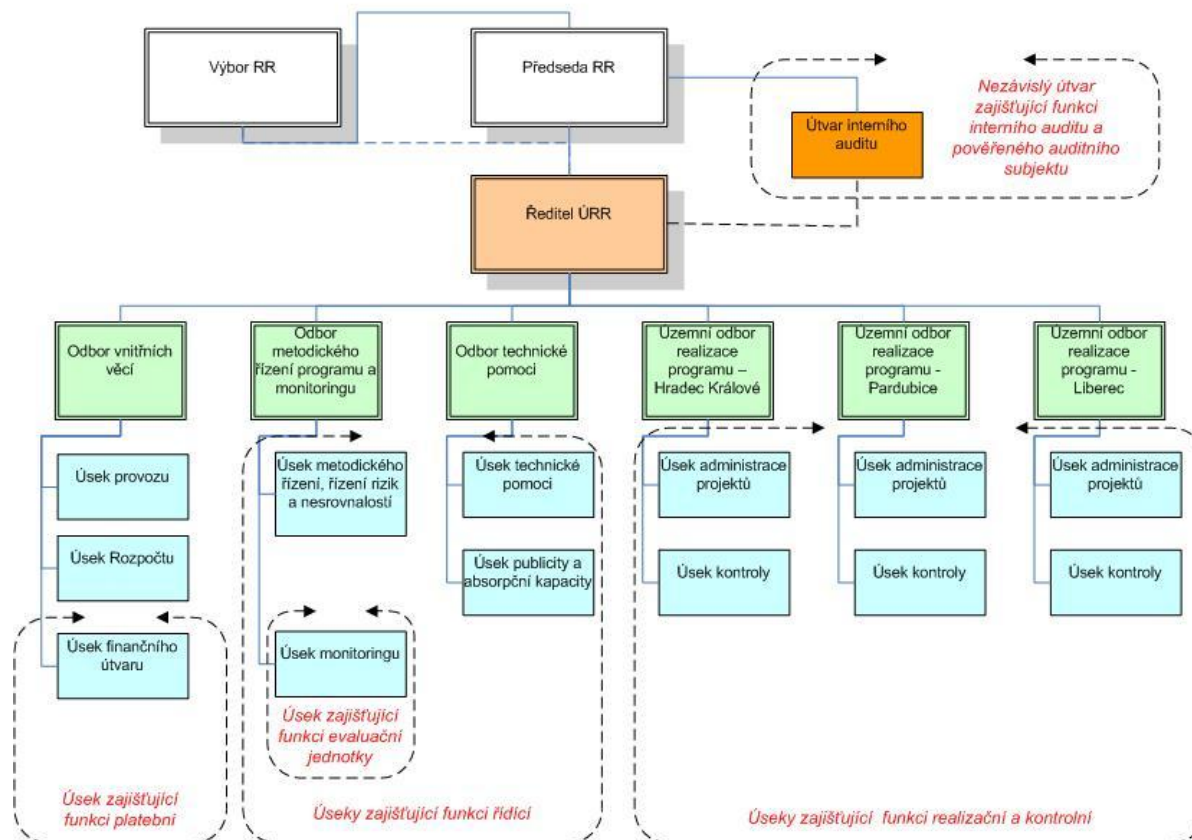 Výbor RR
Předseda RR
Nezávislý útvar
zajišťující funkci
interního auditu a
pověřeného auditního
subjektu
Útvar interního
auditu
Ředitel ÚRR
Odbor vnitřních
věcí
Odbor
metodického
řízení programu a
monitoringu
Odbor technické
pomoci
Územní odbor
realizace
programu –
Hradec Králové
Územní odbor
realizace
programu -
Pardubice
Územní odbor
realizace
programu -
Liberec
Úsek provozu
Úsek Rozpočtu
Úsek finančního
útvaru
Úsek zajišťující
funkci platební
Úsek metodického
řízení, řízení rizik
a nesrovnalostí
Úsek monitoringu
Úsek zajišťující
funkci evaluační
jednotky
Úsek technické
pomoci
Úsek publicity a
absorpční kapacity
Úseky zajišťující funkci řídící
Úsek administrace
projektů
Úsek kontroly
Úsek administrace
projektů
Úsek kontroly
Úsek administrace
projektů
Úsek kontroly
Úseky zajišťující funkci realizační a kontrolní